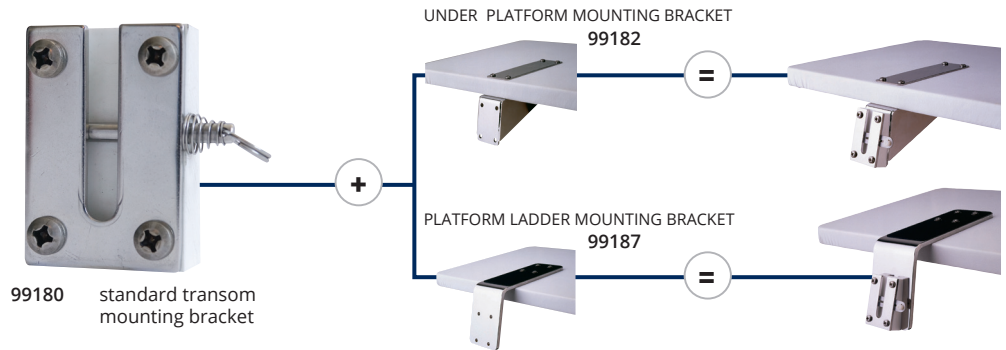 UNDER PLATFORM MOUNTING BRACKET
99182
=
+
PLATFORM LADDER MOUNTING BRACKET
99187
=
99180 standard transom
mounting bracket